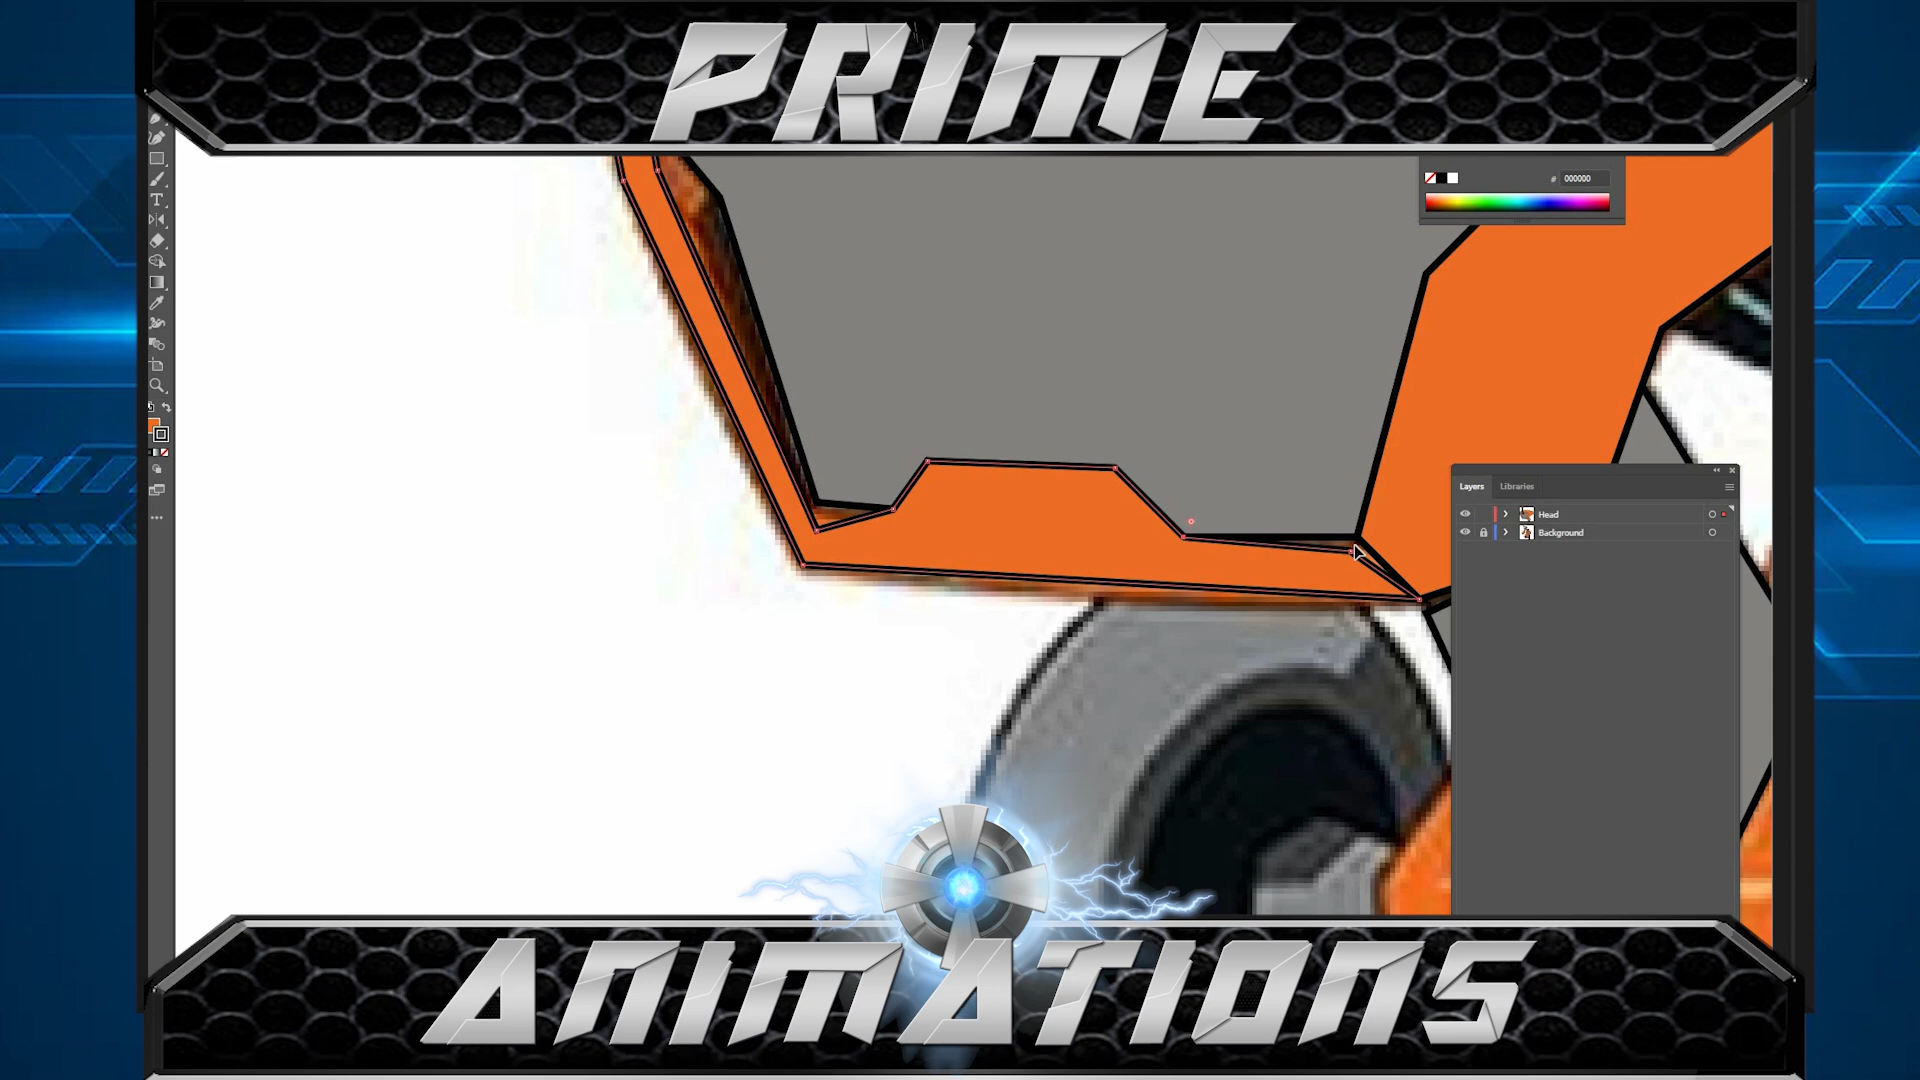 PRIME
# 000000
Layers Libraries
Head
Background
ANIMATIONS